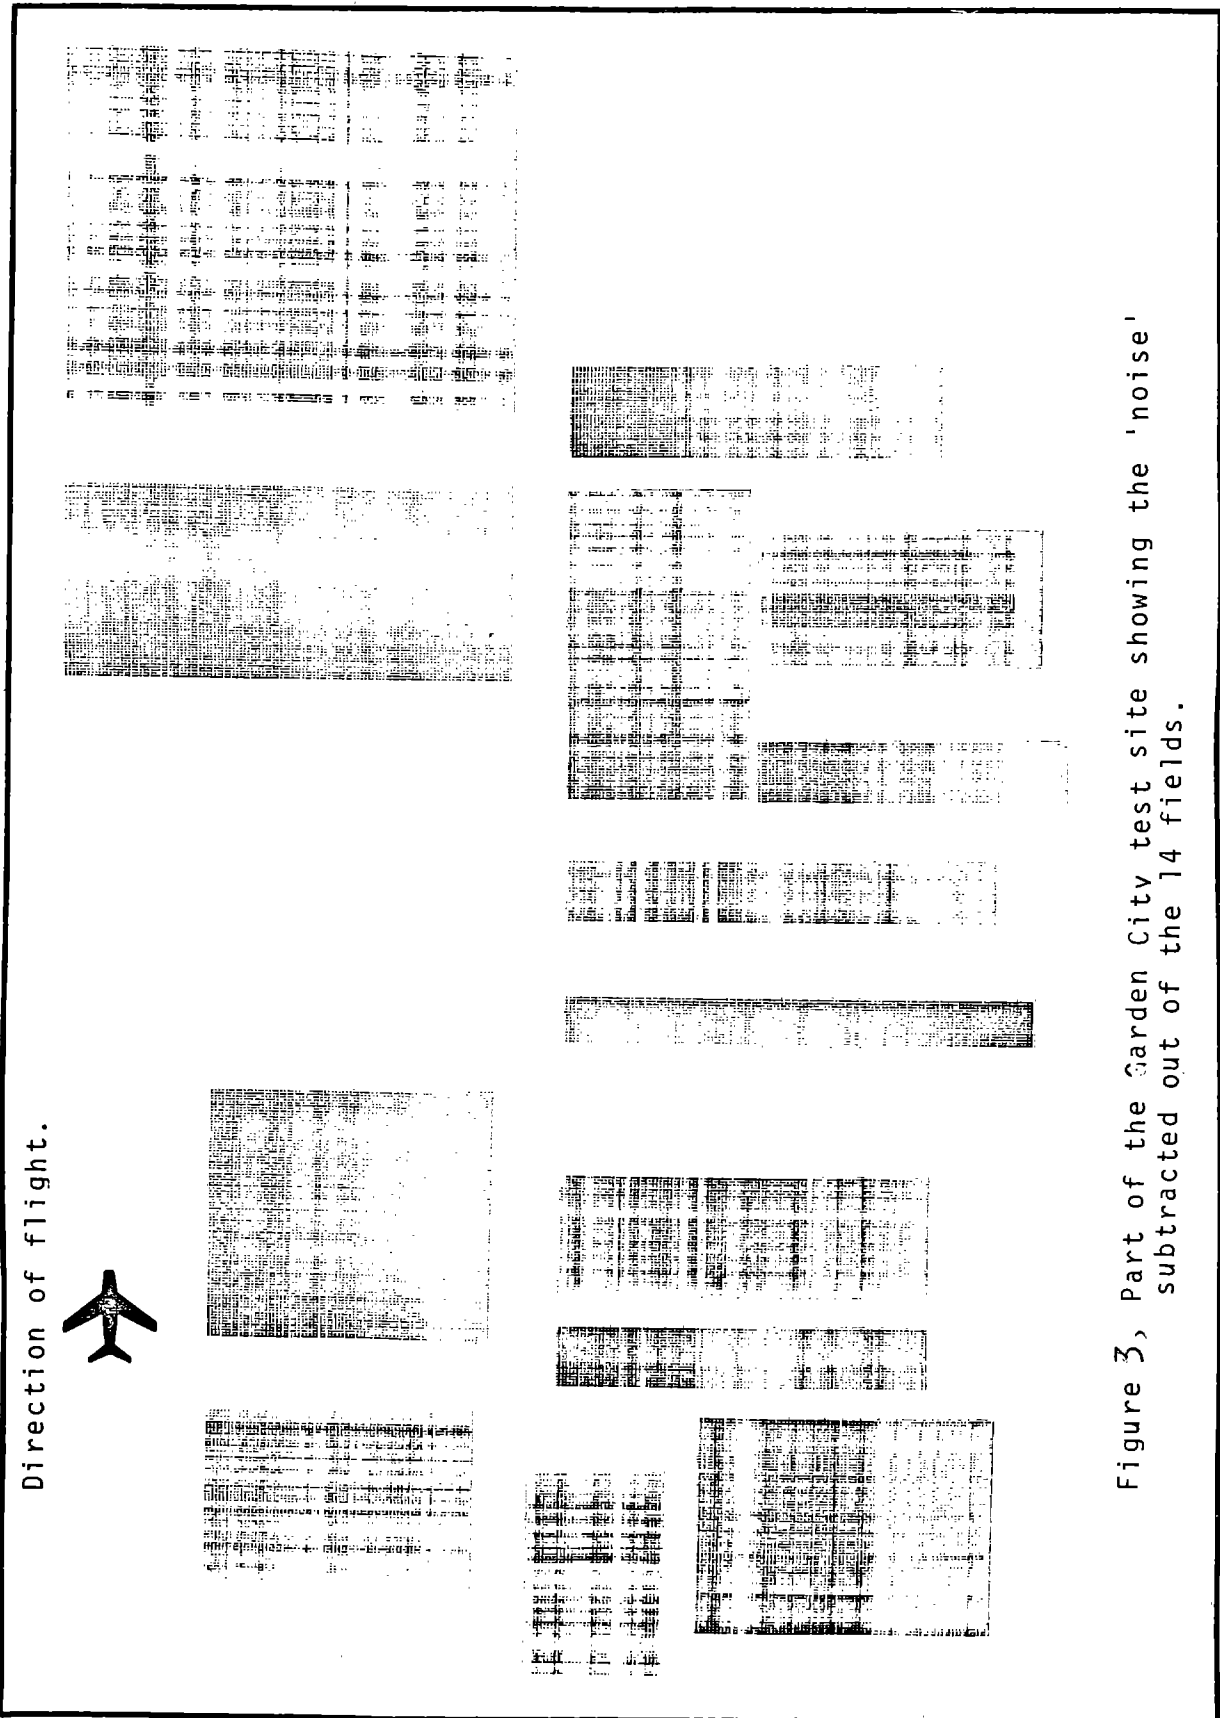 Direction of flight.
Figure 3, Part of the Garden City test site showing the 'noise'
subtracted out of the 14 fields.